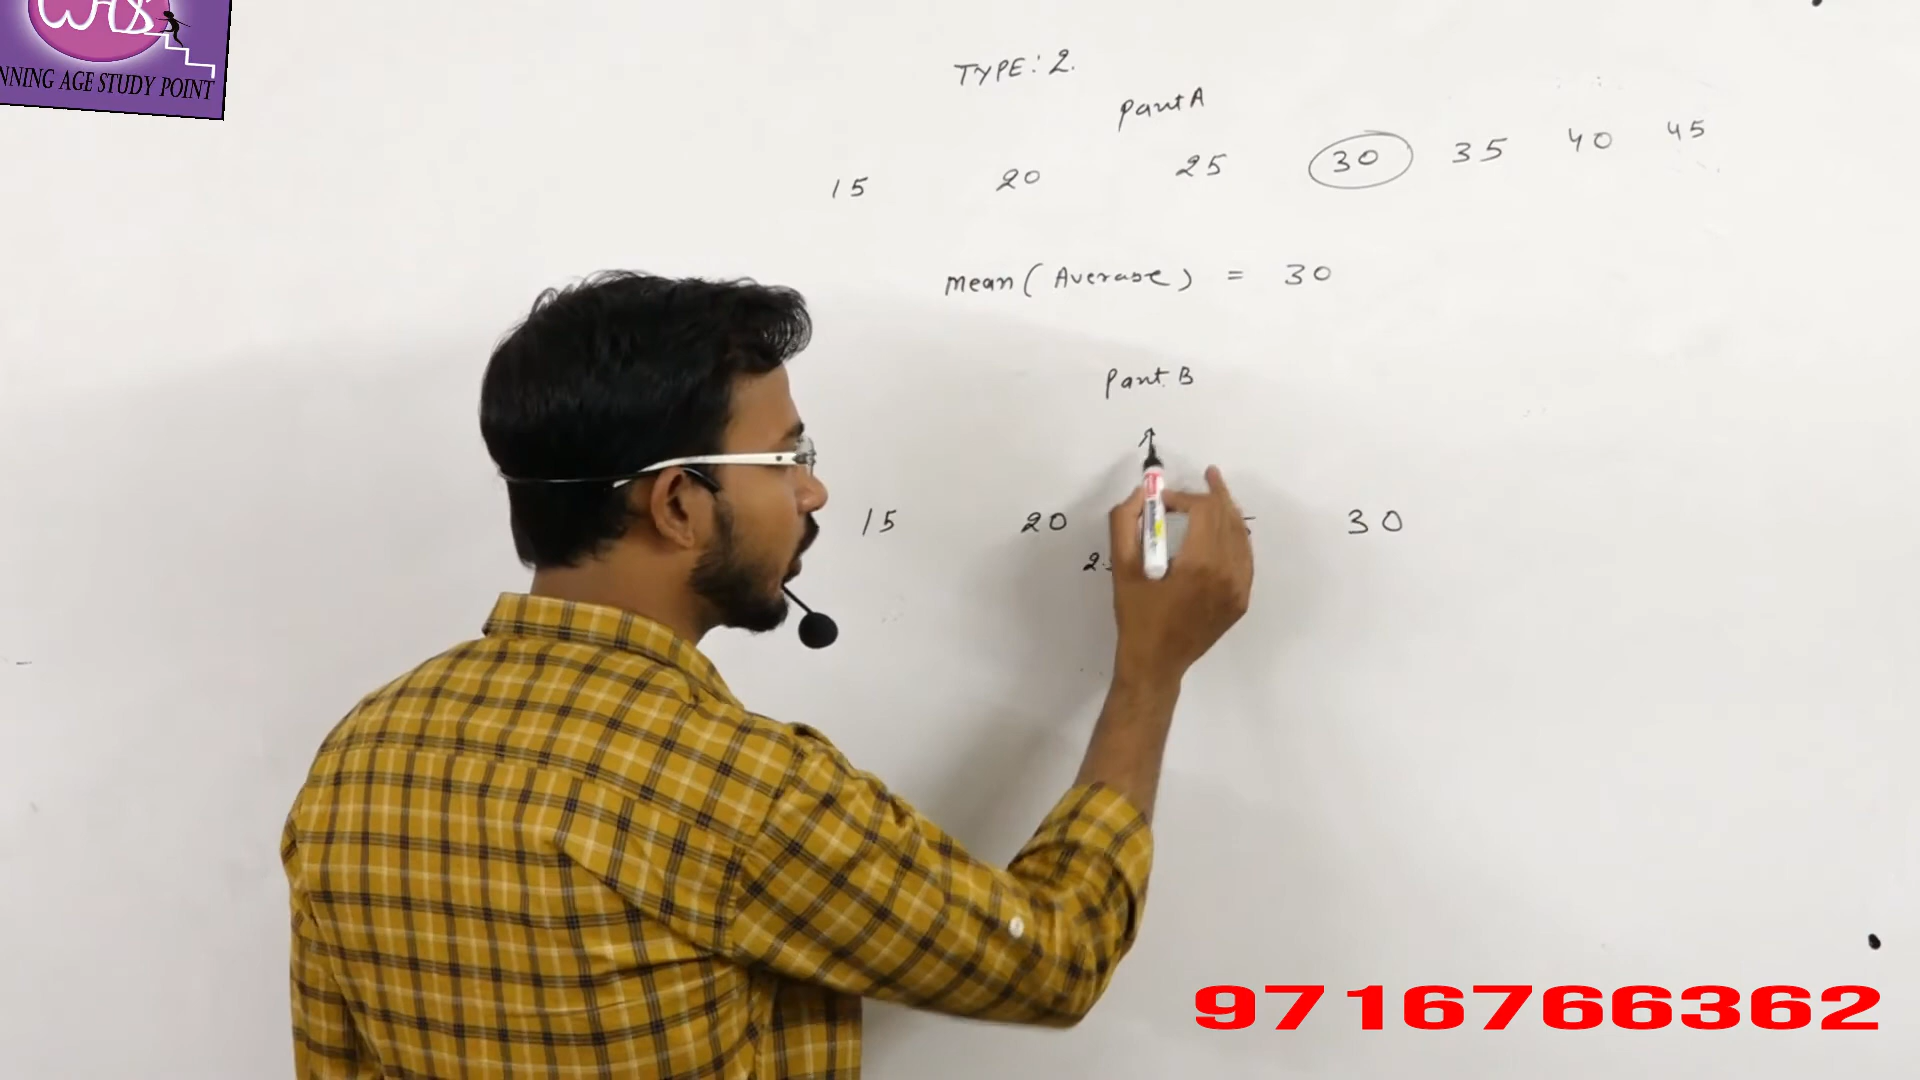 NNING AGE STUDY POINT
TYPE: 2.
Part A
15 20 25 30 35 40 45
mean (Average) = 30
Part B
15 20 30
9716766362